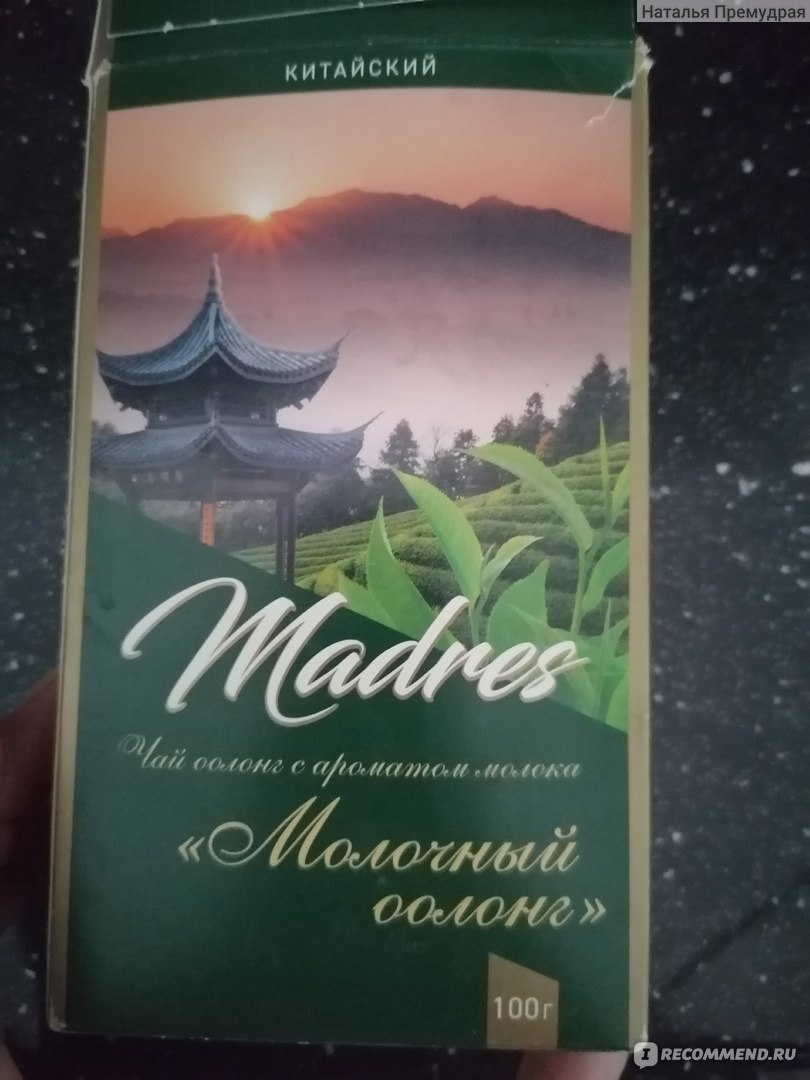 Наталья Премудрая
КИТАЙСКИЙ
Madres
Чай оолонг с ароматом молока
«Молочный
оолонг»
100г
I RECOMMEND.RU